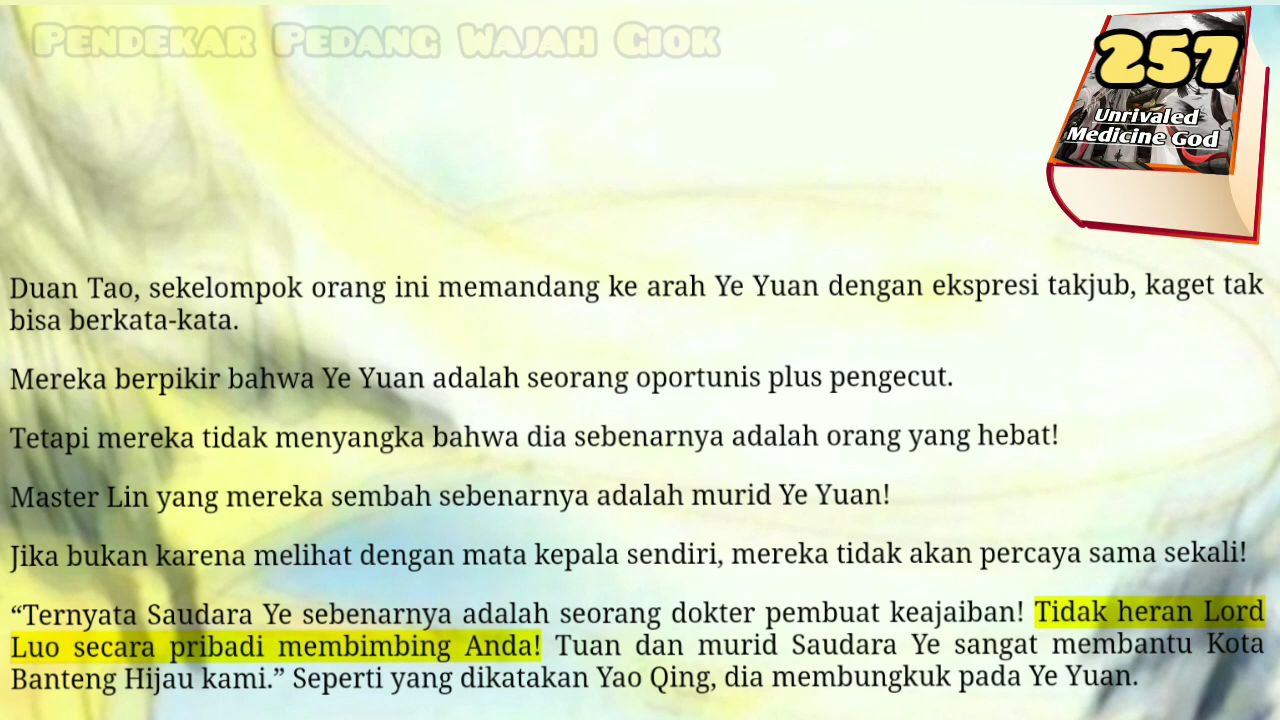 Pendekar Pedang Wajah Giok
257
Unrivaled
Medicine God
Duan Tao, sekelompok orang ini memandang ke arah Ye Yuan dengan ekspresi takjub, kaget tak
bisa berkata-kata.
Mereka berpikir bahwa Ye Yuan adalah seorang oportunis plus pengecut.
Tetapi mereka tidak menyangka bahwa dia sebenarnya adalah orang yang hebat!
Master Lin yang mereka sembah sebenarnya adalah murid Ye Yuan!
Jika bukan karena melihat dengan mata kepala sendiri, mereka tidak akan percaya sama sekali!
“Ternyata Saudara Ye sebenarnya adalah seorang dokter pembuat keajaiban! Tidak heran Lord
Luo secara pribadi membimbing Anda! Tuan dan murid Saudara Ye sangat membantu Kota
Banteng Hijau kami.” Seperti yang dikatakan Yao Qing, dia membungkuk pada Ye Yuan.